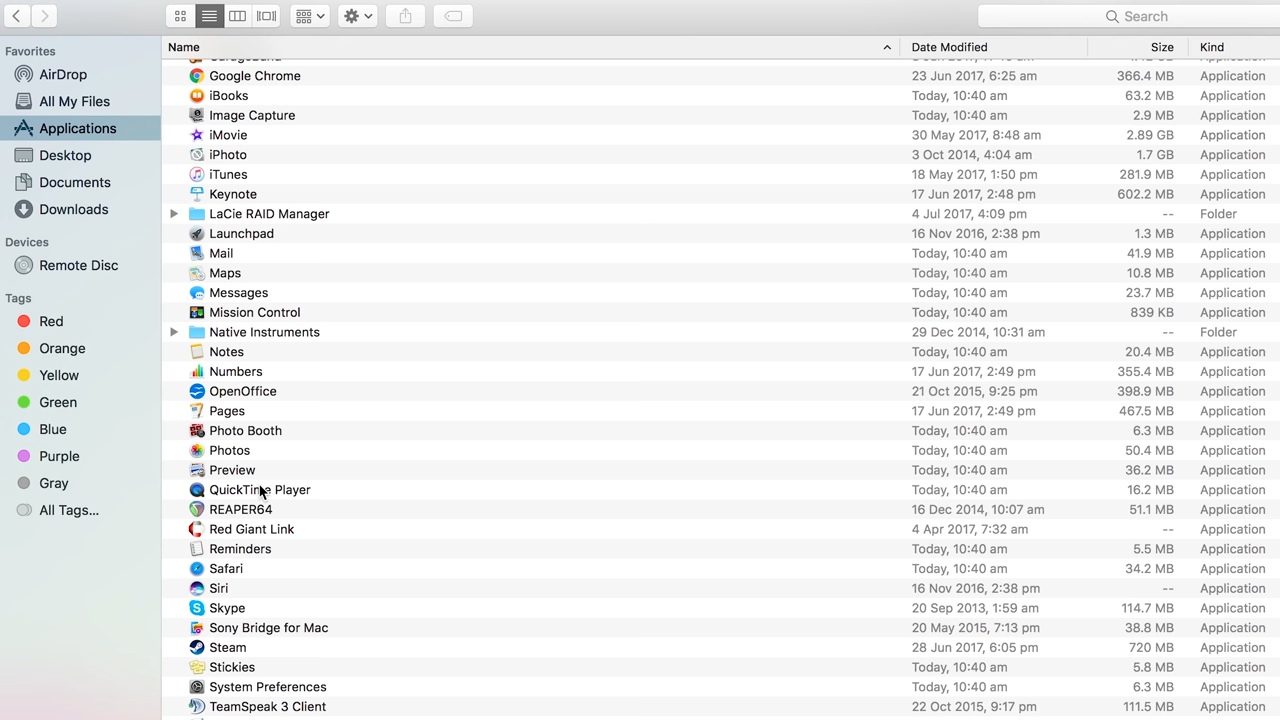 Search
Favorites
AirDrop
All My Files
Applications
Desktop
Documents
Downloads
Devices
Remote Disc
Tags
Red
Orange
Yellow
Green
Blue
Purple
Gray
All Tags...
Name Date Modified Size Kind
Google Chrome 23 Jun 2017, 6:25 am 366.4 MB Application
iBooks Today, 10:40 am 63.2 MB Application
Image Capture Today, 10:40 am 2.9 MB Application
iMovie 30 May 2017, 8:48 am 2.89 GB Application
iPhoto 3 Oct 2014, 4:04 am 1.7 GB Application
iTunes 18 May 2017, 1:50 pm 281.9 MB Application
Keynote 17 Jun 2017, 2:48 pm 602.2 MB Application
LaCie RAID Manager 4 Jul 2017, 4:09 pm -- Folder
Launchpad 16 Nov 2016, 2:38 pm 1.3 MB Application
Mail Today, 10:40 am 41.9 MB Application
Maps Today, 10:40 am 10.8 MB Application
Messages Today, 10:40 am 23.7 MB Application
Mission Control Today, 10:40 am 839 KB Application
Native Instruments 29 Dec 2014, 10:31 am -- Folder
Notes Today, 10:40 am 20.4 MB Application
Numbers 17 Jun 2017, 2:49 pm 355.4 MB Application
OpenOffice 21 Oct 2015, 9:25 pm 398.9 MB Application
Pages 17 Jun 2017, 2:49 pm 467.5 MB Application
Photo Booth Today, 10:40 am 6.3 MB Application
Photos Today, 10:40 am 50.4 MB Application
Preview Today, 10:40 am 36.2 MB Application
QuickTime Player Today, 10:40 am 16.2 MB Application
REAPER64 16 Dec 2014, 10:07 am 51.1 MB Application
Red Giant Link 4 Apr 2017, 7:32 am -- Application
Reminders Today, 10:40 am 5.5 MB Application
Safari Today, 10:40 am 34.2 MB Application
Siri 16 Nov 2016, 2:38 pm -- Application
Skype 20 Sep 2013, 1:59 am 114.7 MB Application
Sony Bridge for Mac 20 May 2015, 7:13 pm 38.8 MB Application
Steam 28 Jun 2017, 6:05 pm 720 MB Application
Stickies Today, 10:40 am 5.8 MB Application
System Preferences Today, 10:40 am 6.3 MB Application
TeamSpeak 3 Client 22 Oct 2015, 9:17 pm 111.5 MB Application